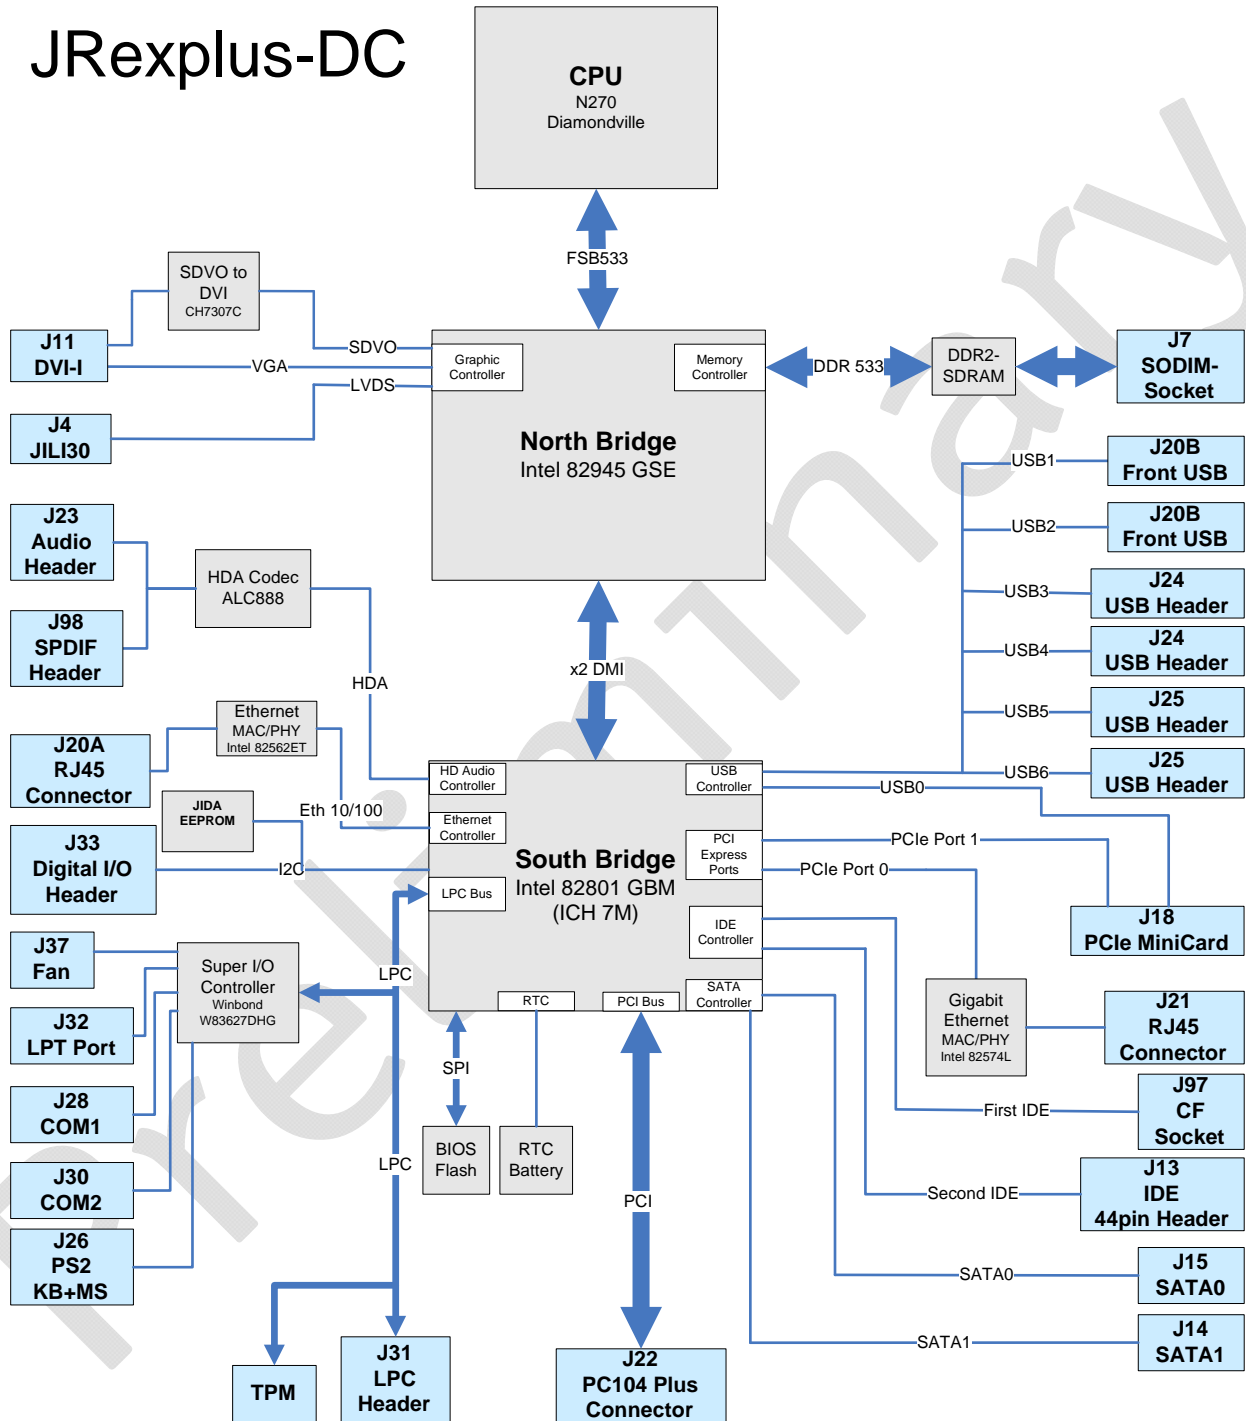 JRexplus-DC
CPU
N270
Diamondville
FSB533
SDVO to
DVI
CH7307C
J11
DVI-I
SDVO
VGA
LVDS
J4
JILI30
Graphic
Controller
Memory
Controller
DDR 533
DDR2-
SDRAM
J7
SODIM-
Socket
North Bridge
Intel 82945 GSE
USB1
J20B
Front USB
USB2
J20B
Front USB
USB3
J24
USB Header
USB4
J24
USB Header
USB5
J25
USB Header
USB6
J25
USB Header
USB0
J23
Audio
Header
HDA Codec
ALC888
J98
SPDIF
Header
HDA
x2 DMI
Ethernet
MAC/PHY
Intel 82562ET
J20A
RJ45
Connector
JIDA
EEPROM
Eth 10/100
J33
Digital I/O
Header
I2C
HD Audio
Controller
USB
Controller
Ethernet
Controller
PCI
Express
Ports
South Bridge
Intel 82801 GBM
(ICH 7M)
LPC Bus
IDE
Controller
SATA
Controller
RTC
PCI Bus
PCIe Port 1
PCIe Port 0
J18
PCIe MiniCard
J37
Fan
Super I/O
Controller
Winbond
W83627DHG
LPC
J32
LPT Port
Gigabit
Ethernet
MAC/PHY
Intel 82574L
J21
RJ45
Connector
SPI
J28
COM1
First IDE
J97
CF
Socket
BIOS
Flash
RTC
Battery
LPC
J30
COM2
PCI
Second IDE
J13
IDE
44pin Header
J26
PS2
KB+MS
SATA0
J15
SATA0
SATA1
J14
SATA1
TPM
J31
LPC
Header
J22
PC104 Plus
Connector
Preliminary